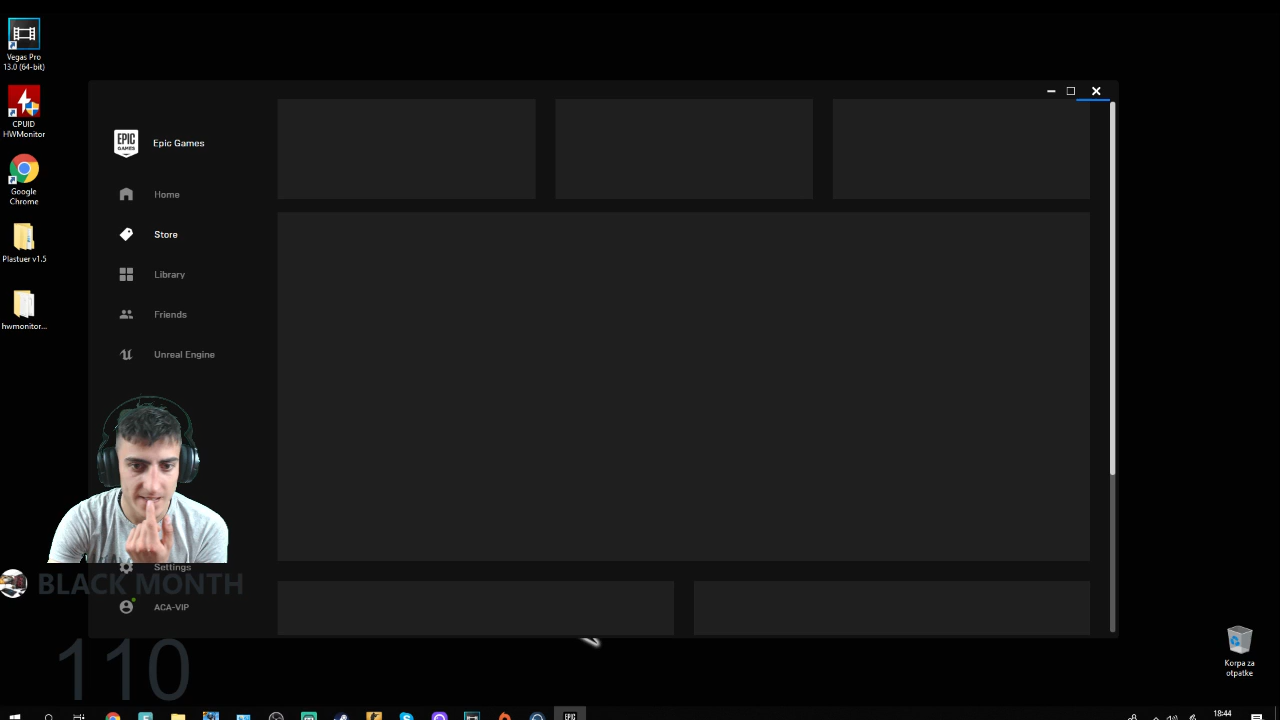 Vegas Pro
13.0 (64-bit)
CPUID
HWMonitor
Google
Chrome
Plastuer v1.5
hwmonitor...
EPIC
GAMES
Epic Games
Home
Store
Library
Friends
Unreal Engine
Settings
BLACK MONTH
ACA-VIP
110
Korpa za
otpatke
EPIC
18:44